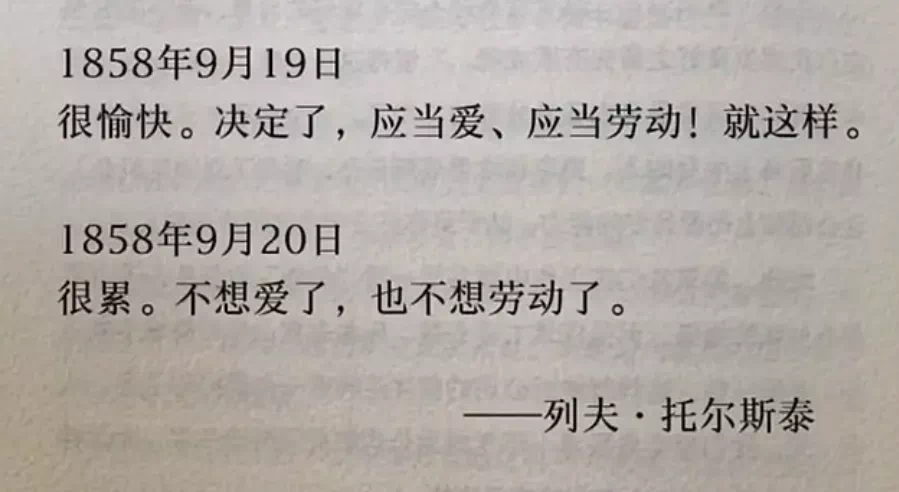 1858年9月19日
很愉快。决定了，应当爱、应当劳动！就这样。
1858年9月20日
很累。不想爱了，也不想劳动了。
——列夫·托尔斯泰